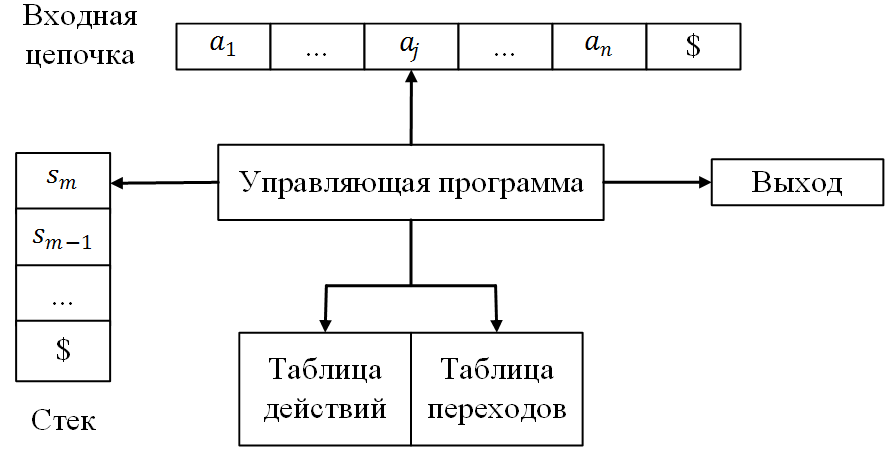 Входная
цепочка
a₁ ... aⱼ ... aₙ $
Управляющая программа
Выход
sₘ
sₘ₋₁
...
$
Стек
Таблица
действий
Таблица
переходов